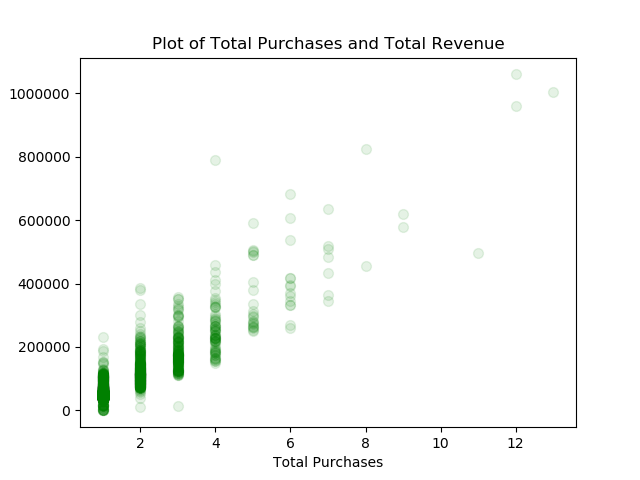 Plot of Total Purchases and Total Revenue
1000000
800000
600000
400000
200000
0
2 4 6 8 10 12
Total Purchases